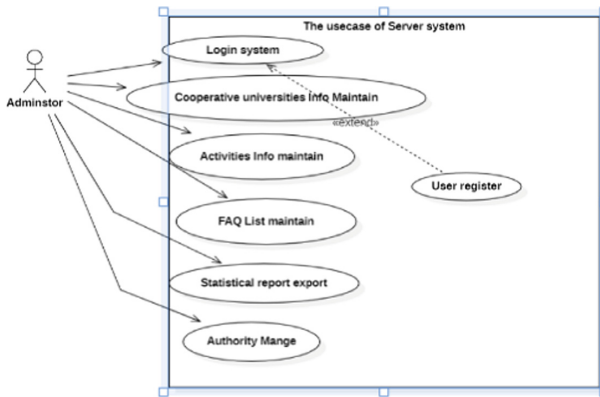 The usecase of Server system
Login system
Adminstor
Cooperative universities Info Maintain
«extend»
Activities Info maintain
User register
FAQ List maintain
Statistical report export
Authority Mange